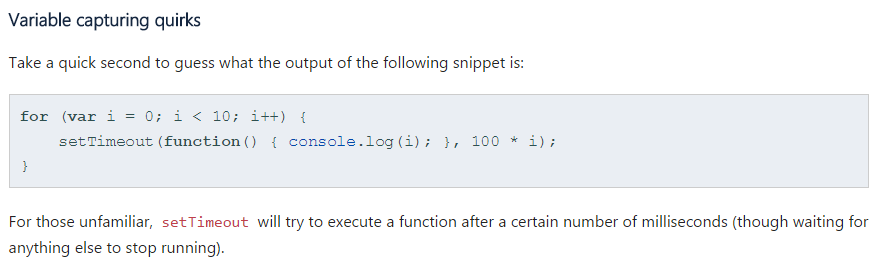 Variable capturing quirks
Take a quick second to guess what the output of the following snippet is:
for (var i = 0; i < 10; i++) {
    setTimeout(function() { console.log(i); }, 100 * i);
}
For those unfamiliar, setTimeout will try to execute a function after a certain number of milliseconds (though waiting for
anything else to stop running).